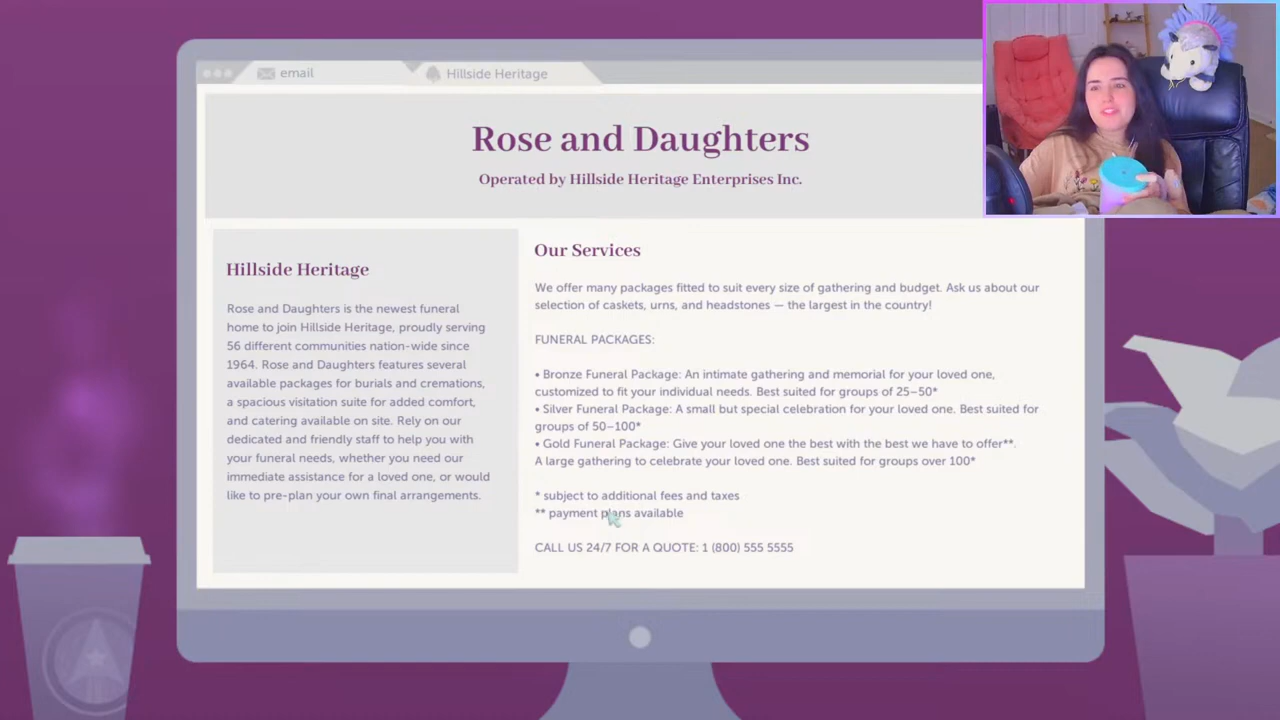 email
Hillside Heritage
Rose and Daughters
Operated by Hillside Heritage Enterprises Inc.
Hillside Heritage
Rose and Daughters is the newest funeral
home to join Hillside Heritage, proudly serving
56 different communities nation-wide since
1964. Rose and Daughters features several
available packages for burials and cremations,
a spacious visitation suite for added comfort,
and catering available on site. Rely on our
dedicated and friendly staff to help you with
your funeral needs, whether you need our
immediate assistance for a loved one, or would
like to pre-plan your own final arrangements.
Our Services
We offer many packages fitted to suit every size of gathering and budget. Ask us about our
selection of caskets, urns, and headstones — the largest in the country!
FUNERAL PACKAGES:
• Bronze Funeral Package: An intimate gathering and memorial for your loved one,
customized to fit your individual needs. Best suited for groups of 25–50*
• Silver Funeral Package: A small but special celebration for your loved one. Best suited for
groups of 50–100*
• Gold Funeral Package: Give your loved one the best with the best we have to offer**.
A large gathering to celebrate your loved one. Best suited for groups over 100*
* subject to additional fees and taxes
** payment plans available
CALL US 24/7 FOR A QUOTE: 1 (800) 555 5555